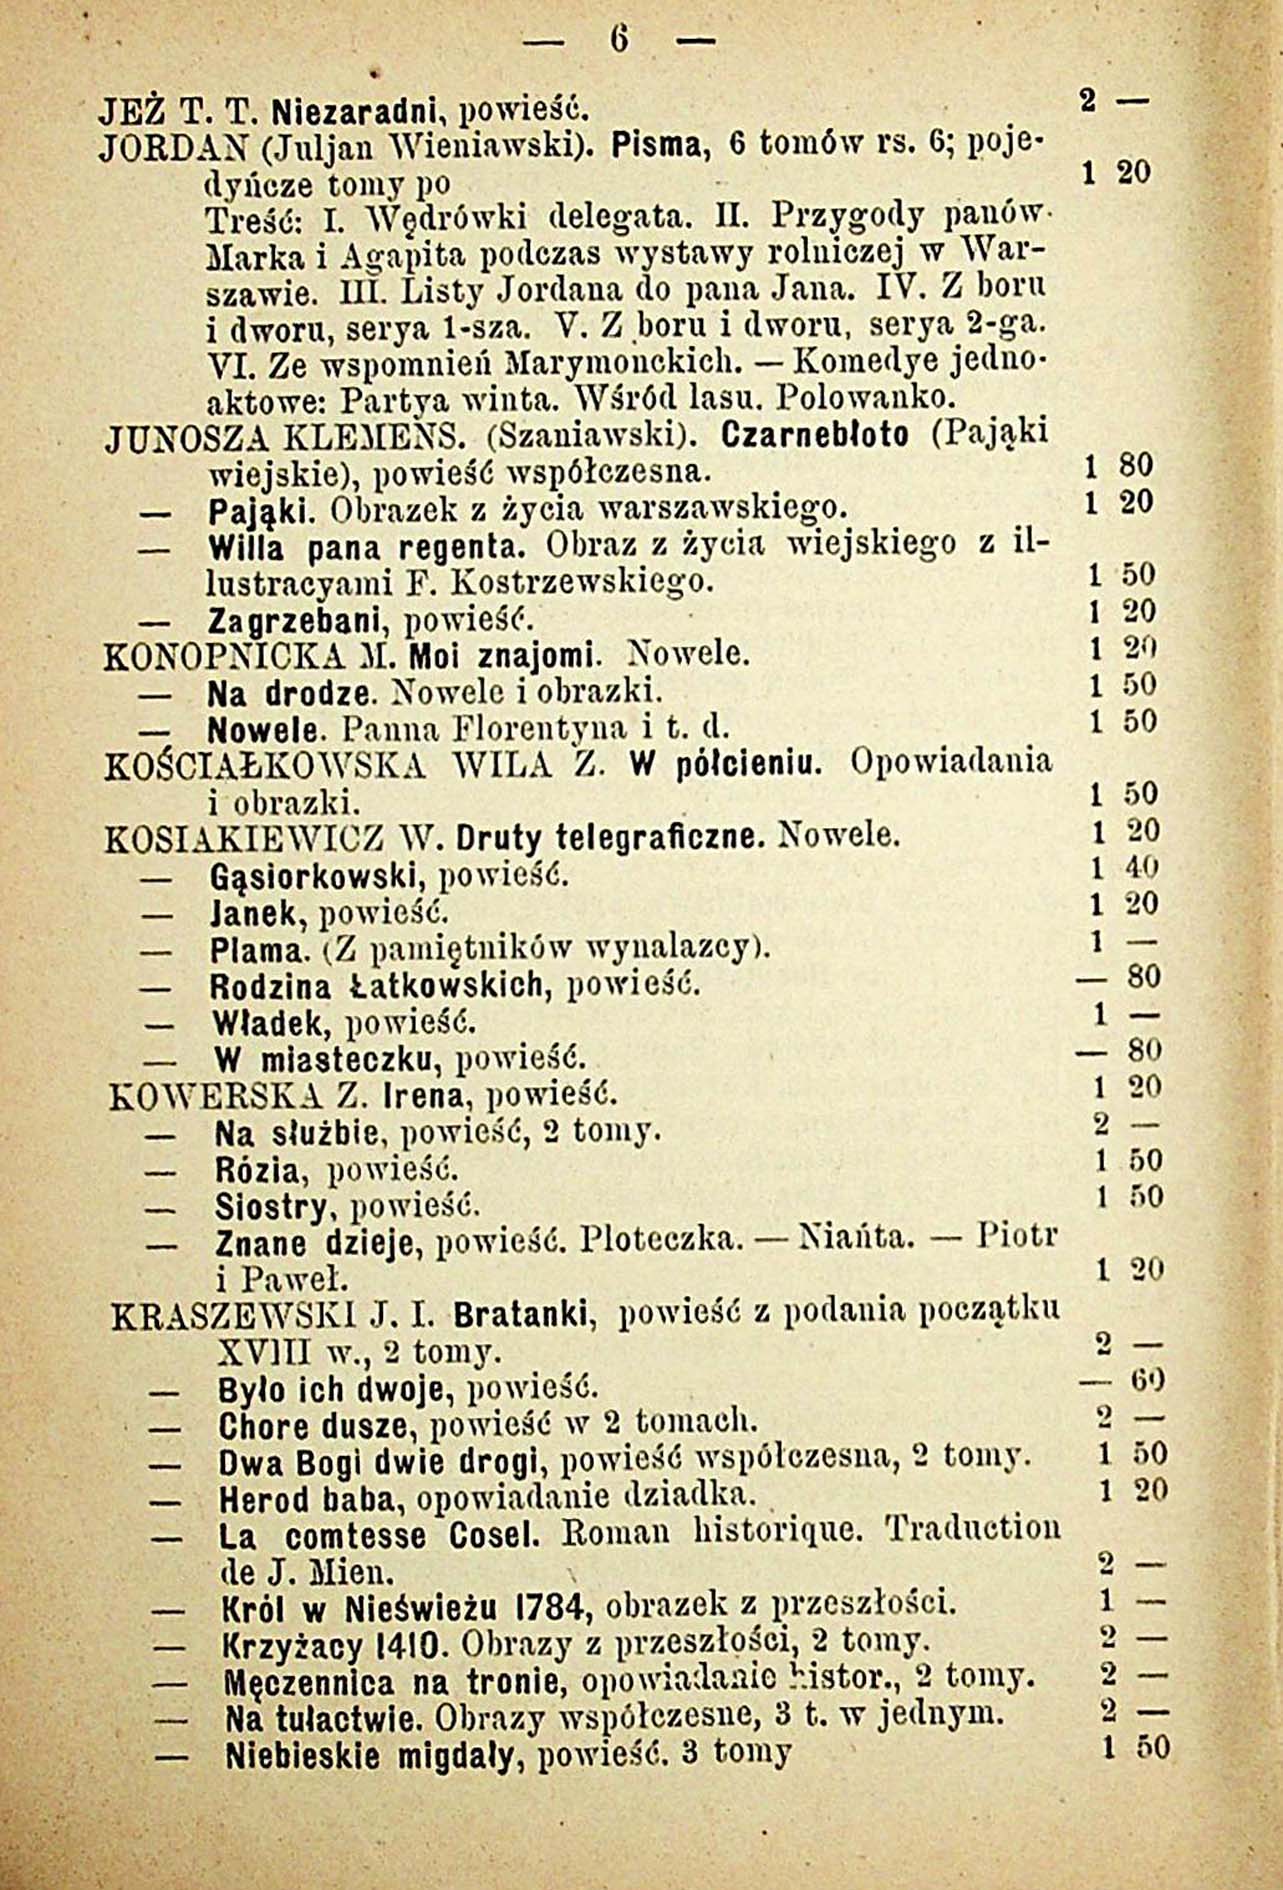 — 6 —
JEŻ T. T. Niezaradni, powieść. 2 —
JORDAN (Juljan Wieniawski). Pisma, 6 tomów rs. 6; poje-
dyńcze tomy po 1 20
Treść: I. Wędrówki delegata. II. Przygody panów
Marka i Agapita podczas wystawy rolniczej w War-
szawie. III. Listy Jordana do pana Jana. IV. Z boru
i dworu, serya 1-sza. V. Z boru i dworu, serya 2-ga.
VI. Ze wspomnień Marymonckich. — Komedye jedno-
aktowe: Partya winta. Wśród lasu. Polowanko.
JUNOSZA KLEMENS. (Szaniawski). Czarnebłoto (Pająki
wiejskie), powieść współczesna. 1 80
— Pająki. Obrazek z życia warszawskiego. 1 20
— Willa pana regenta. Obraz z życia wiejskiego z il-
lustracyami F. Kostrzewskiego. 1 50
— Zagrzebani, powieść. 1 20
KONOPNICKA M. Moi znajomi. Nowele. 1 20
— Na drodze. Nowele i obrazki. 1 50
— Nowele. Panna Florentyna i t. d. 1 50
KOŚCIAŁKOWSKA WILA Z. W półcieniu. Opowiadania
i obrazki. 1 50
KOSIAKIEWICZ W. Druty telegraficzne. Nowele. 1 20
— Gąsiorkowski, powieść. 1 40
— Janek, powieść. 1 20
— Plama. (Z pamiętników wynalazcy). 1 —
— Rodzina Łatkowskich, powieść. — 80
— Władek, powieść. 1 —
— W miasteczku, powieść. — 80
KOWERSKA Z. Irena, powieść. 1 20
— Na służbie, powieść, 2 tomy. 2 —
— Rózia, powieść. 1 50
— Siostry, powieść. 1 50
— Znane dzieje, powieść. Ploteczka. — Niańta. — Piotr
i Paweł. 1 20
KRASZEWSKI J. I. Bratanki, powieść z podania początku
XVIII w., 2 tomy. 2 —
— Było ich dwoje, powieść. — 60
— Chore dusze, powieść w 2 tomach. 2 —
— Dwa Bogi dwie drogi, powieść współczesna, 2 tomy. 1 50
— Herod baba, opowiadanie dziadka. 1 20
— La comtesse Cosel. Roman historique. Traduction
de J. Mien. 2 —
— Król w Nieświeżu 1784, obrazek z przeszłości. 1 —
— Krzyżacy 1410. Obrazy z przeszłości, 2 tomy. 2 —
— Męczennica na tronie, opowiadanie histor., 2 tomy. 2 —
— Na tułactwie. Obrazy współczesne, 3 t. w jednym. 2 —
— Niebieskie migdały, powieść. 3 tomy 1 50